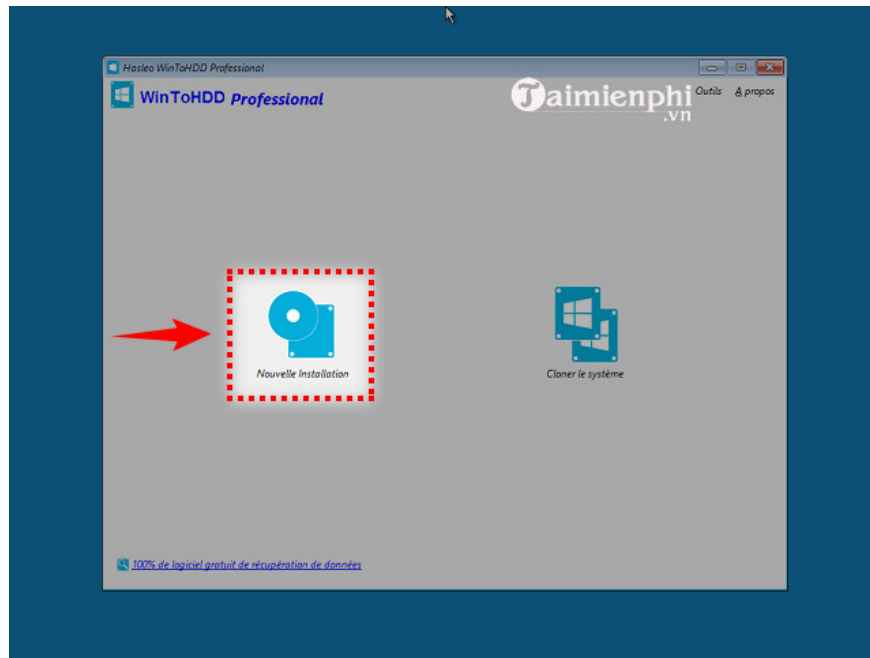 Hasleo WinToHDD Professional
WinToHDD Professional
Taimienphi
.vn
Outils A propos
Nouvelle Installation
Cloner le système
100% de logiciel gratuit de récupération de données